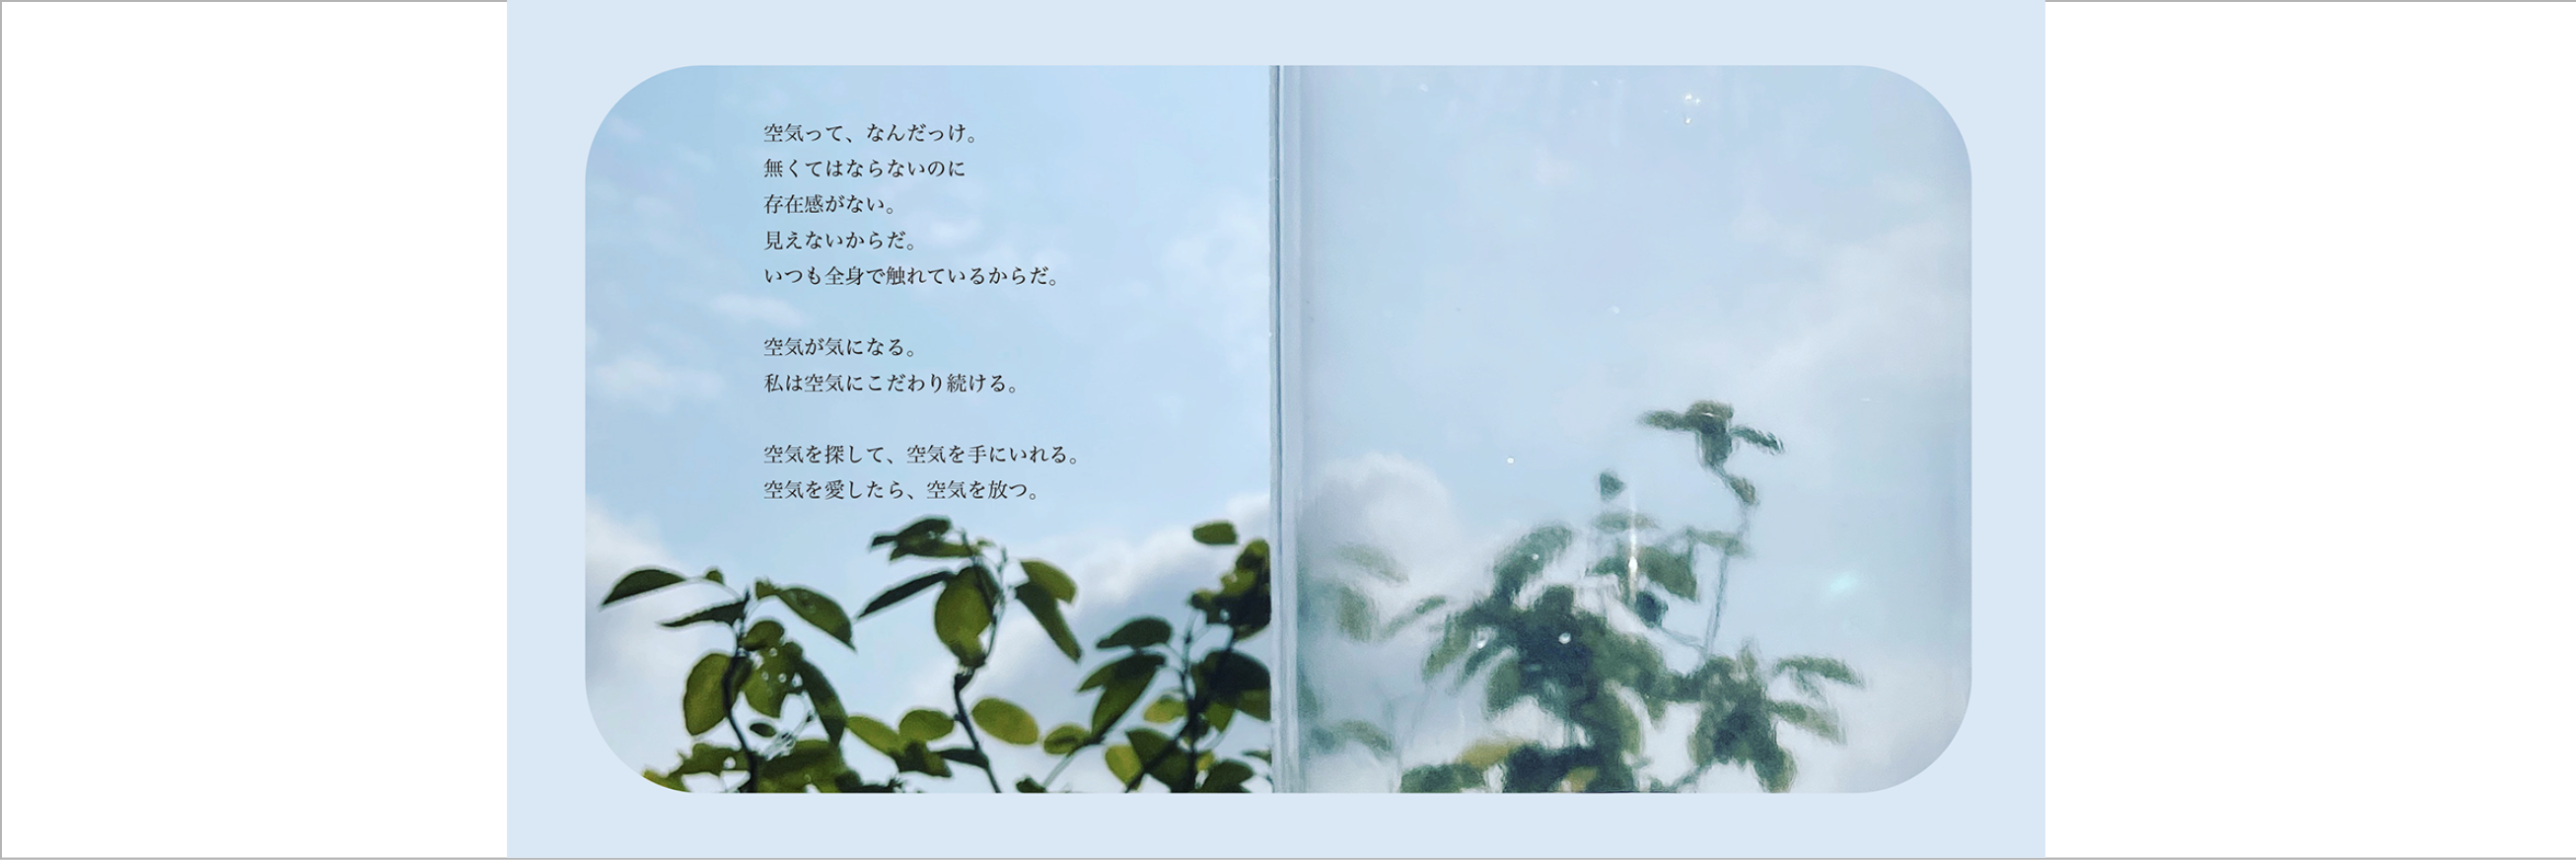 空気って、なんだっけ。
無くてはならないのに
存在感がない。
見えないからだ。
いつも全身で触れているからだ。
空気が気になる。
私は空気にこだわり続ける。
空気を探して、空気を手にいれる。
空気を愛したら、空気を放つ。